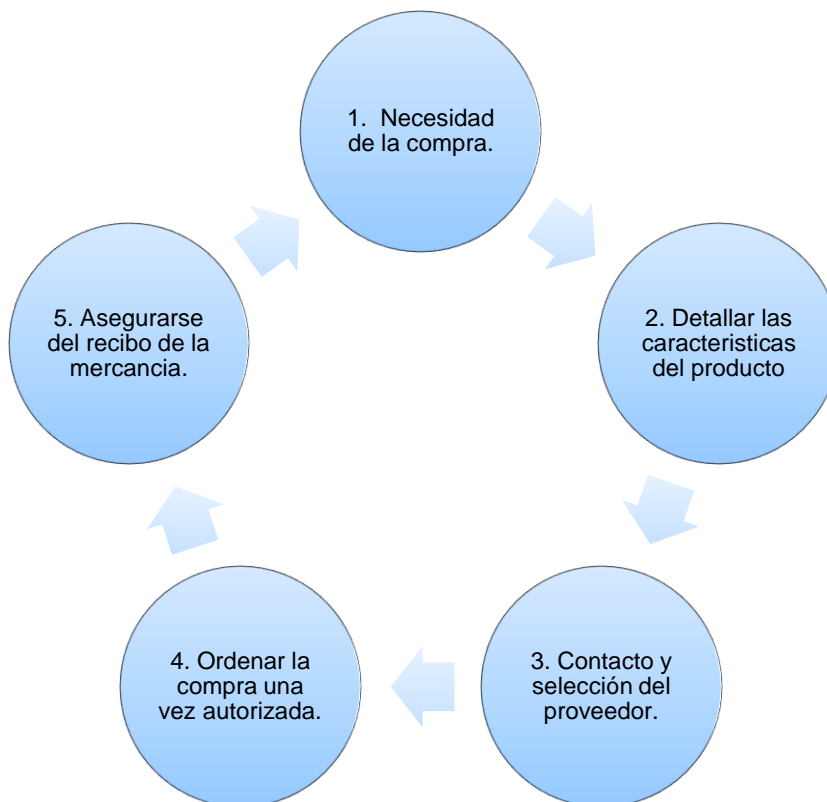 1. Necesidad
de la compra.
2. Detallar las
caracteristicas
del producto
3. Contacto y
selección del
proveedor.
4. Ordenar la
compra una
vez autorizada.
5. Asegurarse
del recibo de la
mercancia.